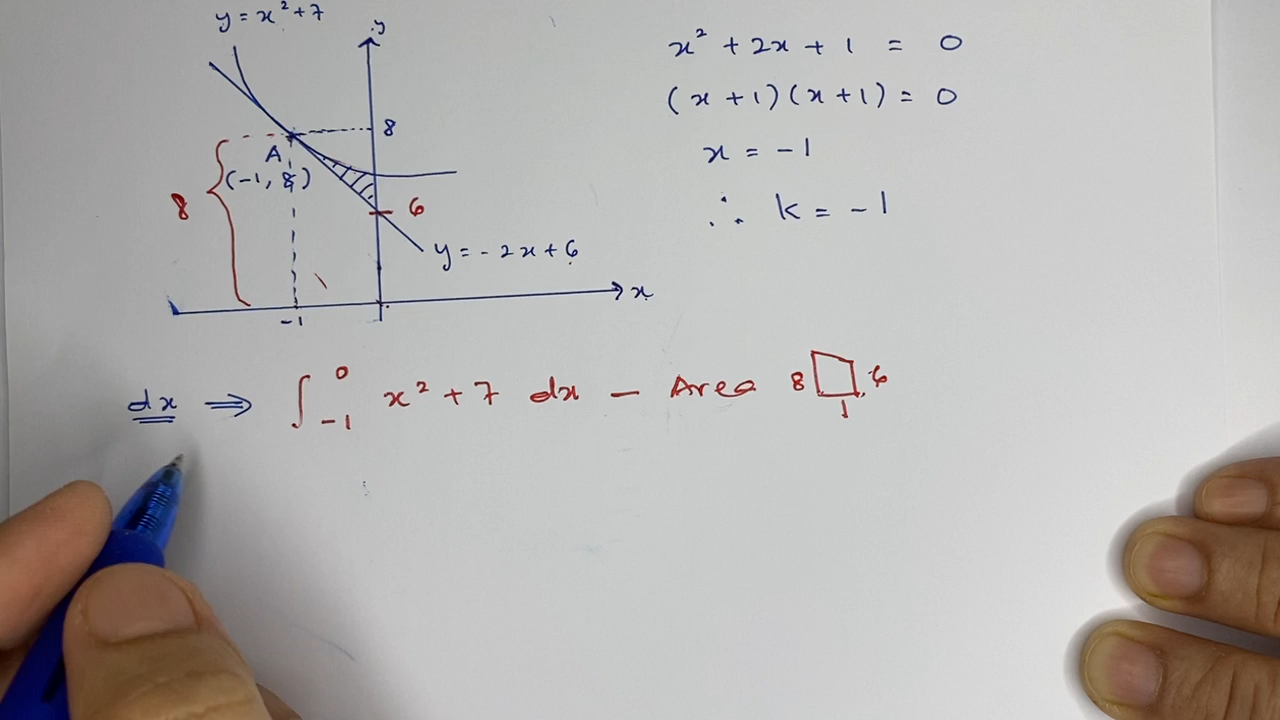 y = x² + 7
y
8
A
(-1, 8)
8
6
y = -2x + 6
x
-1
x² + 2x + 1 = 0
(x + 1)(x + 1) = 0
x = -1
∴ k = -1
dx ⇒ ∫₋₁⁰ x² + 7 dx - Area 8 6
1